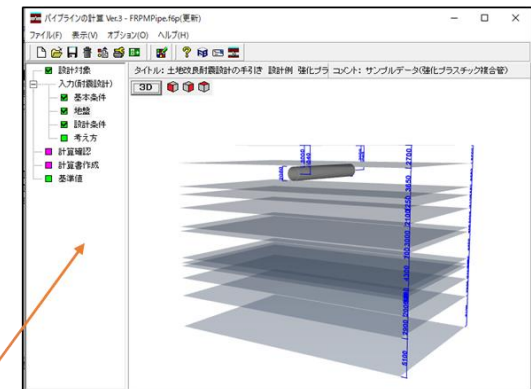 パイプラインの計算 Ver.3 - FRPMPipe.f6p(更新)
ファイル(F) 表示(V) オプション(O) ヘルプ(H)
設計対象
入力(耐震設計)
基本条件
地盤
設計条件
考え方
計算確認
計算書作成
基準値
タイトル: 土地改良耐震設計の手引き 設計例 強化プラ コメント: サンプルデータ(強化プラスチック複合管)
3D
2700